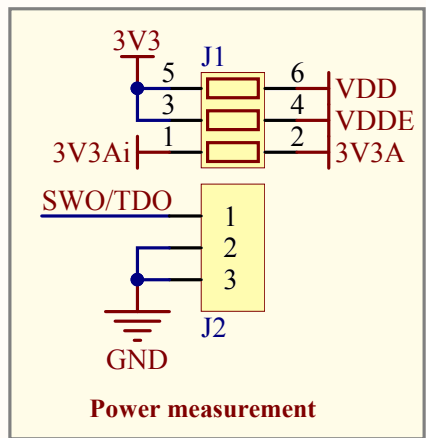 3V3
J1
5 6 VDD
3 4 VDDE
3V3Ai 1 2 3V3A
SWO/TDO
1
2
3
J2
GND
Power measurement